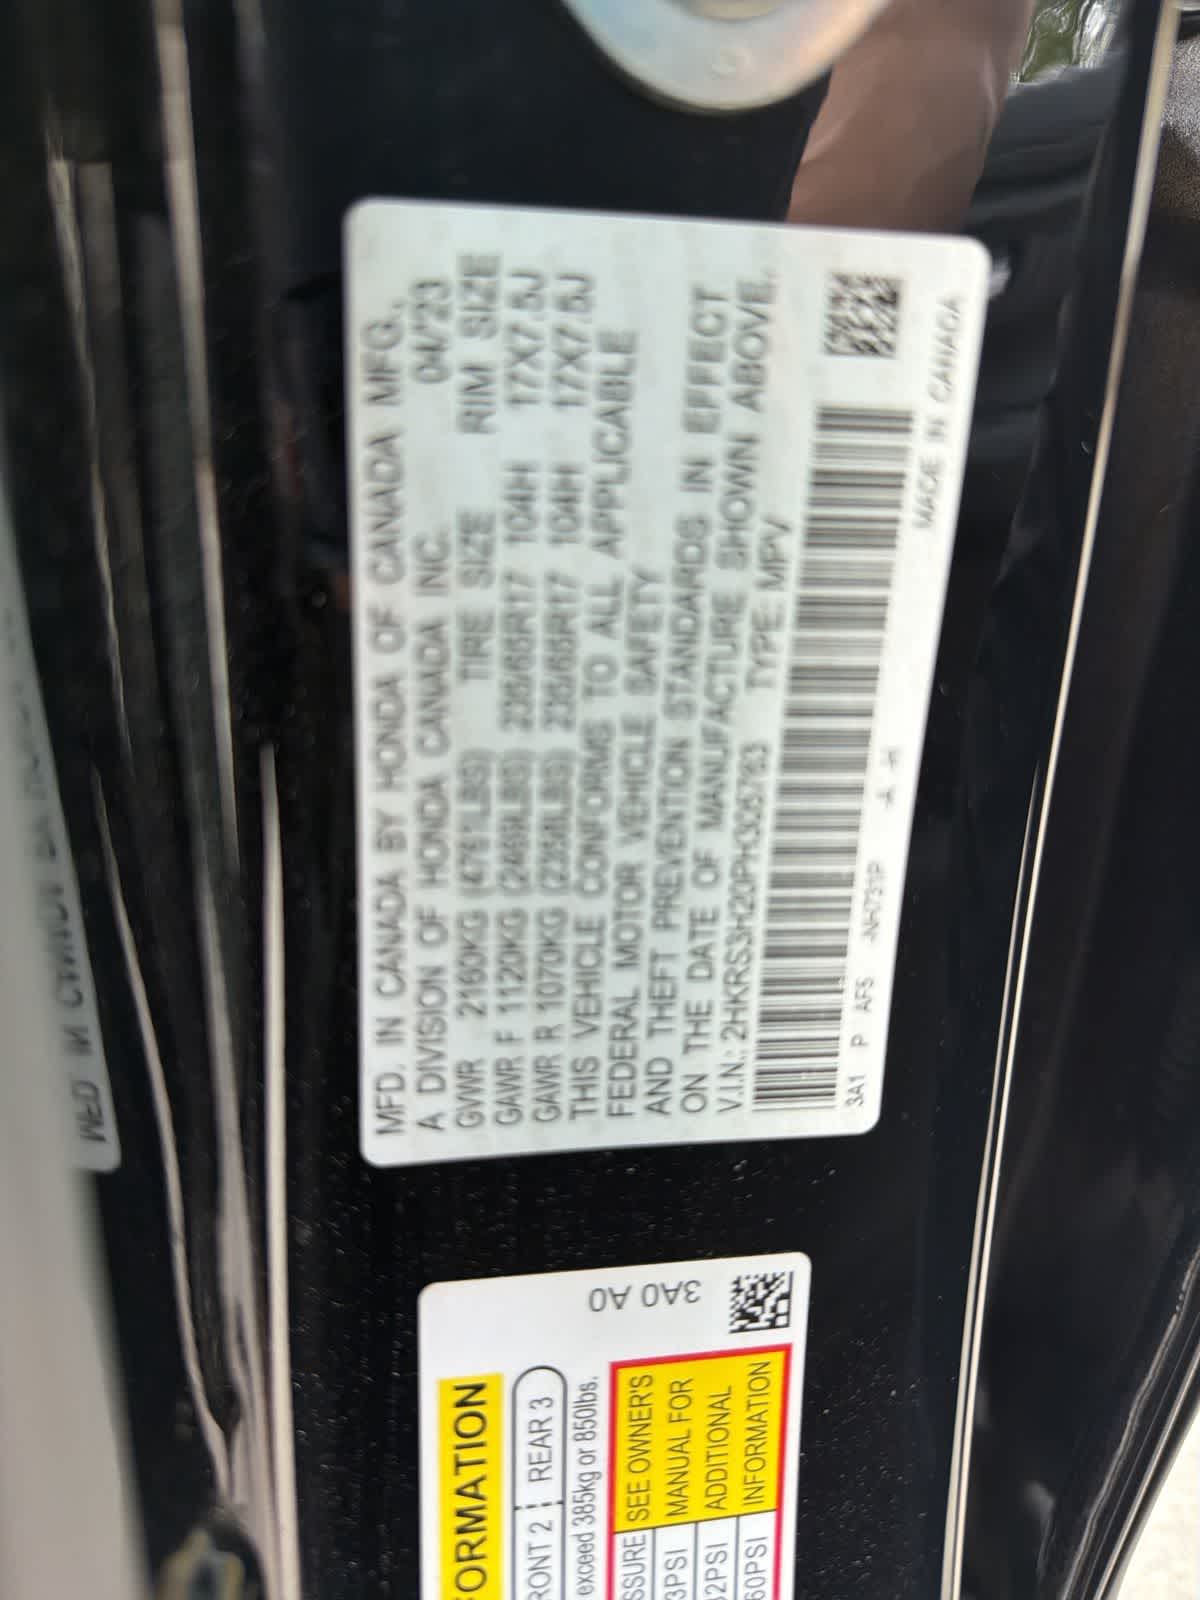 MFD. IN CANADA BY HONDA OF CANADA MFG.,
A DIVISION OF HONDA CANADA INC. 04/'23
GVWR 2160KG (4761LBS) TIRE SIZE RIM SIZE
GAWR F 1120KG (2469LBS) 235/65R17 104H 17X7.5J
GAWR R 1070KG (2358LBS) 235/65R17 104H 17X7.5J
THIS VEHICLE CONFORMS TO ALL APPLICABLE
FEDERAL MOTOR VEHICLE SAFETY
AND THEFT PREVENTION STANDARDS IN EFFECT
ON THE DATE OF MANUFACTURE SHOWN ABOVE.
V.I.N.: 2HKRS3H20PH305763 TYPE:MPV
3A1 P AF5 -NH731P -A -H MADE IN CANADA
3A0 A0
ORMATION
RONT 2 REAR 3
exceed 385kg or 850lbs.
SSURE SEE OWNER'S
3PSI MANUAL FOR
32PSI ADDITIONAL
60PSI INFORMATION